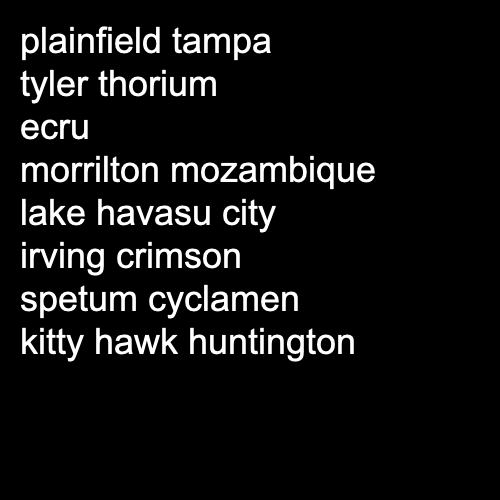 plainfield tampa
tyler thorium
ecru
morrilton mozambique
lake havasu city
irving crimson
spetum cyclamen
kitty hawk huntington